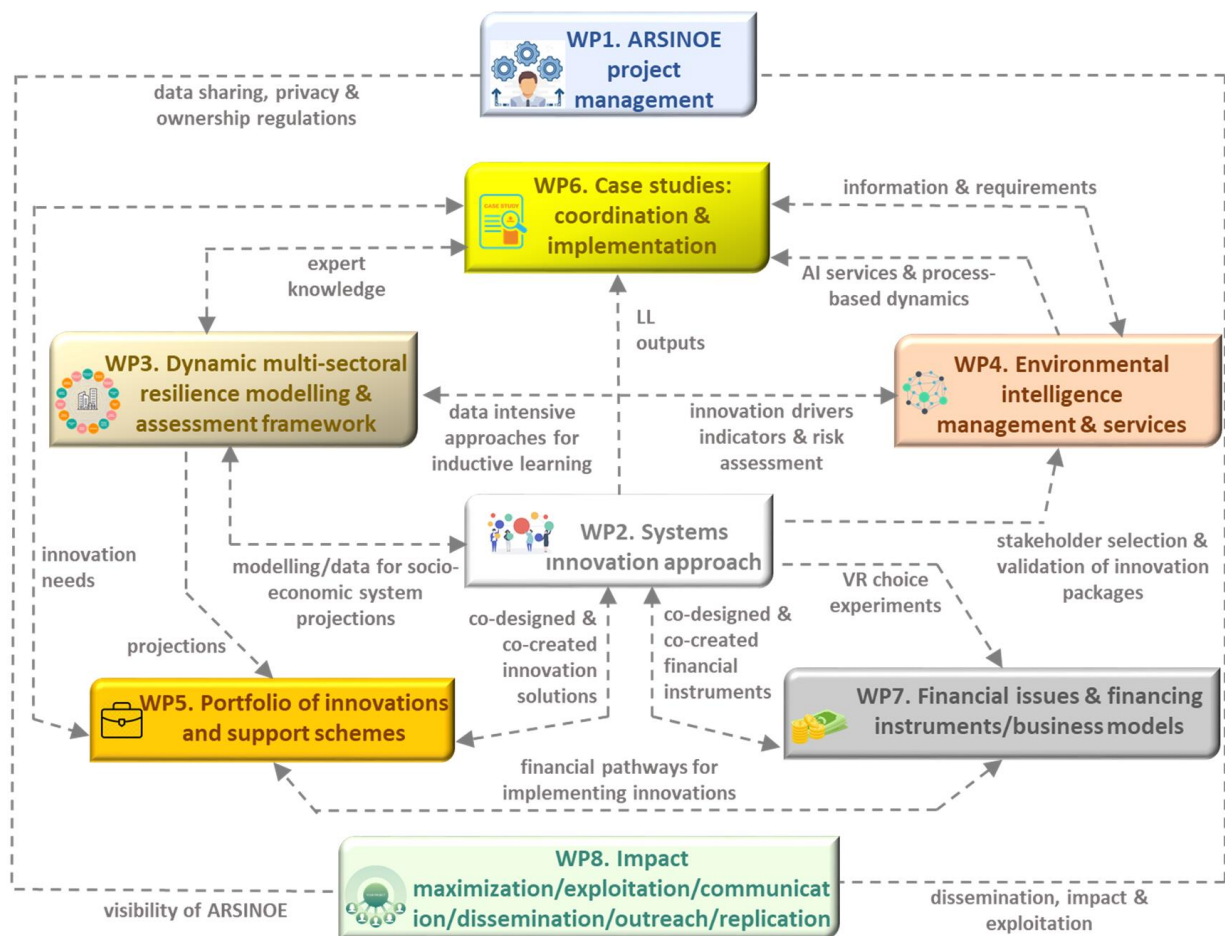 WP1. ARSINOE
project
management
data sharing, privacy &
ownership regulations
CASE STUDY
WP6. Case studies:
coordination &
implementation
information & requirements
expert
knowledge
AI services & process-
based dynamics
LL
outputs
WP3. Dynamic multi-sectoral
resilience modelling &
assessment framework
WP4. Environmental
intelligence
management & services
data intensive
approaches for
inductive learning
innovation drivers
indicators & risk
assessment
WP2. Systems
innovation approach
innovation
needs
modelling/data for socio-
economic system
projections
stakeholder selection &
validation of innovation
packages
VR choice
experiments
co-designed &
co-created
innovation
solutions
co-designed &
co-created
financial
instruments
projections
WP5. Portfolio of innovations
and support schemes
WP7. Financial issues & financing
instruments/business models
financial pathways for
implementing innovations
WP8. Impact
maximization/exploitation/communicat
ion/dissemination/outreach/replication
visibility of ARSINOE
dissemination, impact &
exploitation